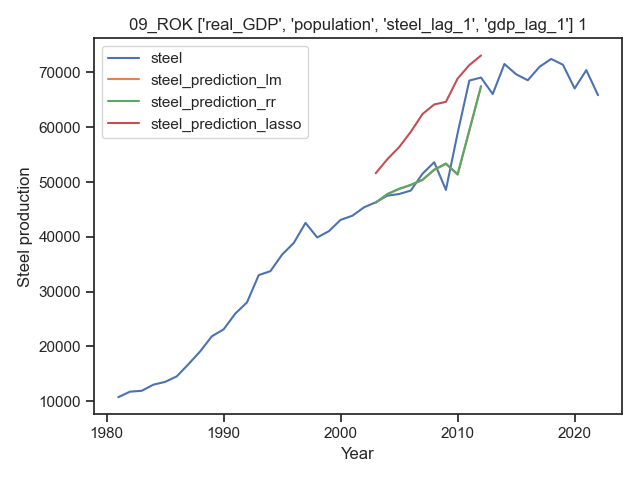 09_ROK ['real_GDP', 'population', 'steel_lag_1', 'gdp_lag_1'] 1
steel
steel_prediction_lm
steel_prediction_rr
steel_prediction_lasso
70000
60000
50000
40000
30000
20000
10000
Steel production
1980 1990 2000 2010 2020
Year